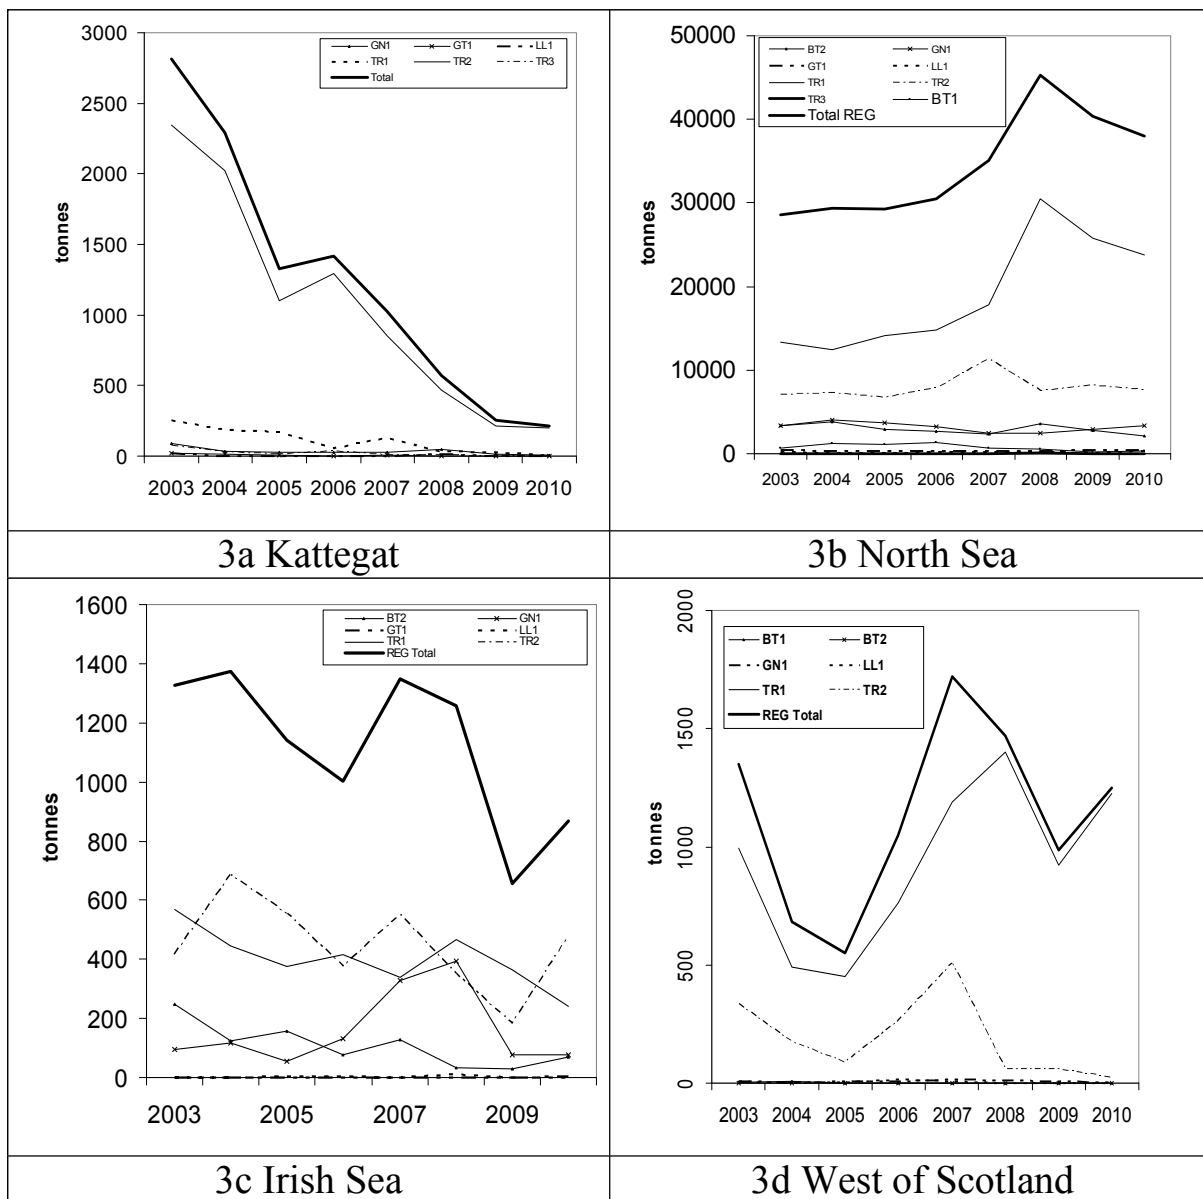 3000
2500
2000
1500
1000
500
0
tonnes
GN1 GT1 LL1
TR1 TR2 TR3
Total
2003 2004 2005 2006 2007 2008 2009 2010
3a Kattegat
50000
40000
30000
20000
10000
0
tonnes
BT2 GN1
GT1 LL1
TR1 TR2
TR3 BT1
Total REG
2003 2004 2005 2006 2007 2008 2009 2010
3b North Sea
1600
1400
1200
1000
800
600
400
200
0
tonnes
BT2 GN1
GT1 LL1
TR1 TR2
REG Total
2003 2005 2007 2009
3c Irish Sea
2000
1500
1000
500
0
tonnes
BT1 BT2
GN1 LL1
TR1 TR2
REG Total
2003 2004 2005 2006 2007 2008 2009 2010
3d West of Scotland